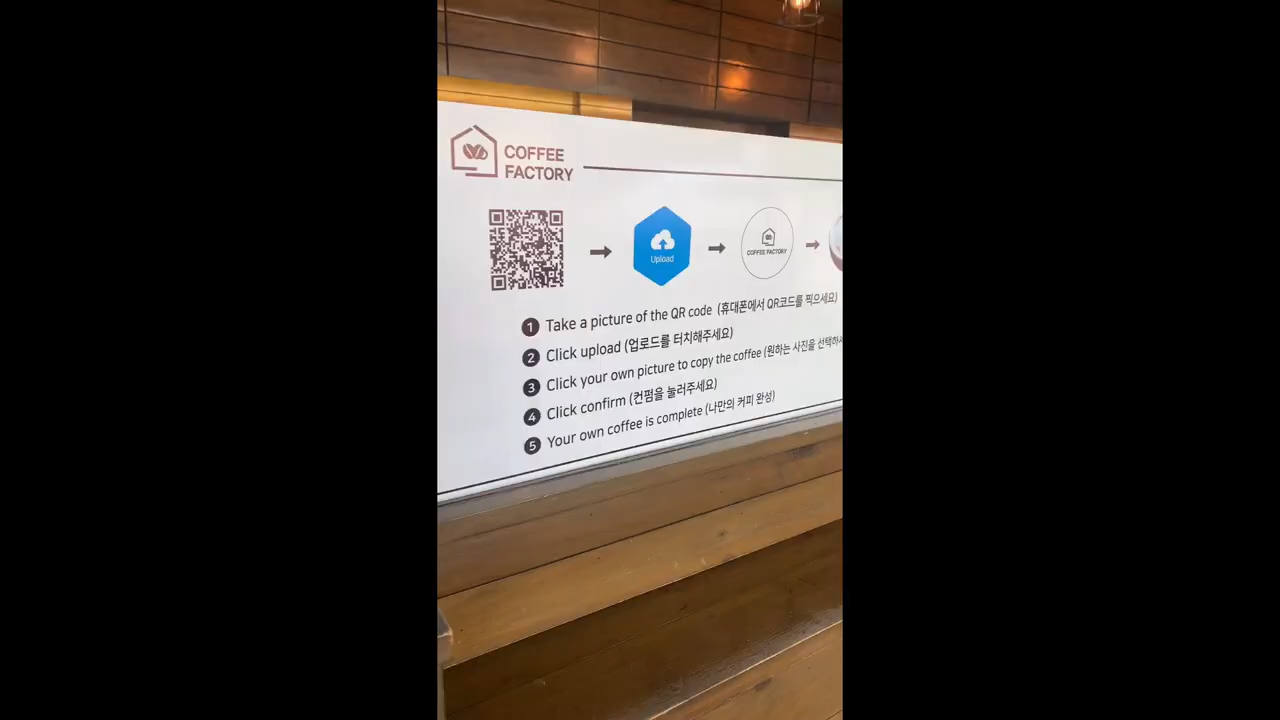 COFFEE
FACTORY
Upload
COFFEE FACTORY
1 Take a picture of the QR code (휴대폰에서 QR코드를 찍으세요)
2 Click upload (업로드를 터치해주세요)
3 Click your own picture to copy the coffee (원하는 사진을 선택하세
4 Click confirm (컨펌을 눌러주세요)
5 Your own coffee is complete (나만의 커피 완성)